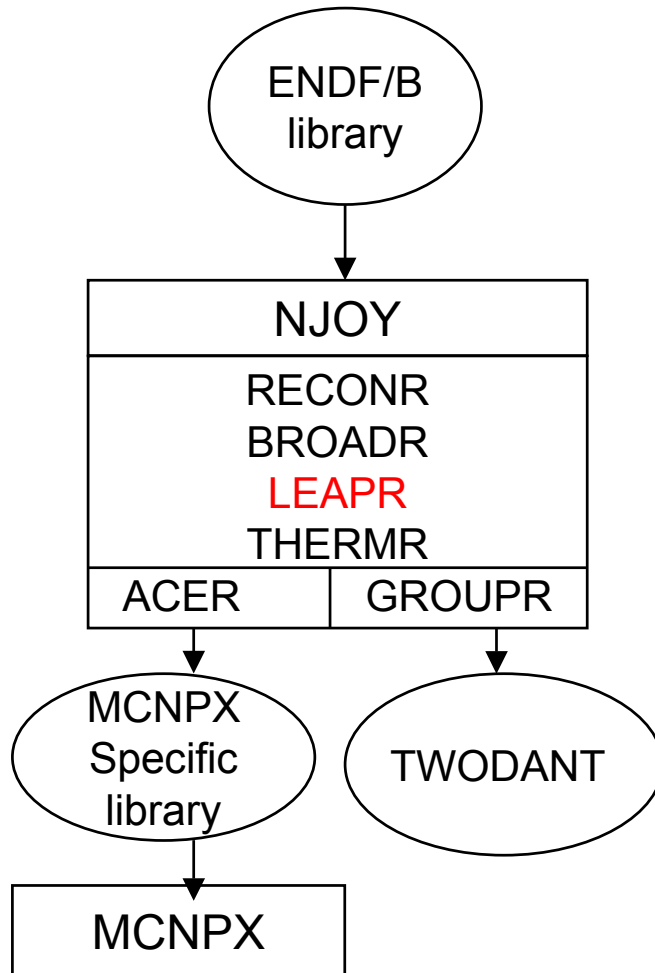 ENDF/B
library
NJOY
RECONR
BROADR
LEAPR
THERMR
ACER
GROUPR
MCNPX
Specific
library
TWODANT
MCNPX